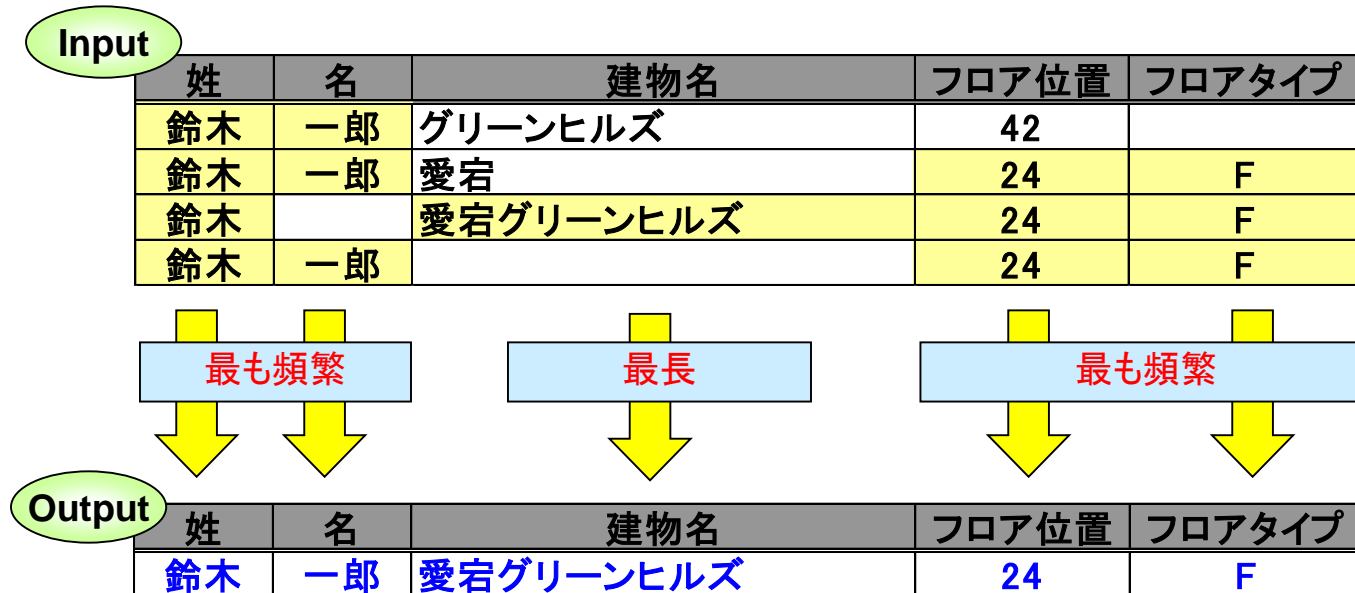 Input
姓 名 建物名 フロア位置 フロアタイプ
鈴木 一郎 グリーンヒルズ 42
鈴木 一郎 愛宕 24 F
鈴木 愛宕グリーンヒルズ 24 F
鈴木 一郎 24 F
最も頻繁 最長 最も頻繁
Output
姓 名 建物名 フロア位置 フロアタイプ
鈴木 一郎 愛宕グリーンヒルズ 24 F